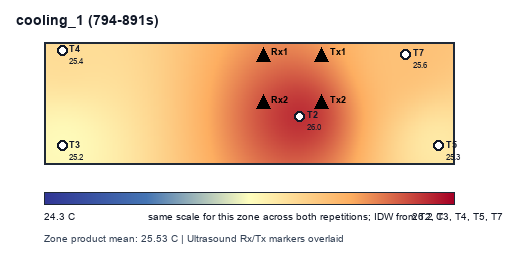 cooling_1 (794-891s)
T4
25.4
Rx1
Tx1
T7
25.6
Rx2
Tx2
T2
26.0
T3
25.2
T5
25.3
24.3 C
same scale for this zone across both repetitions; IDW from T2, T3, T4, T5, T7
Zone product mean: 25.53 C | Ultrasound Rx/Tx markers overlaid